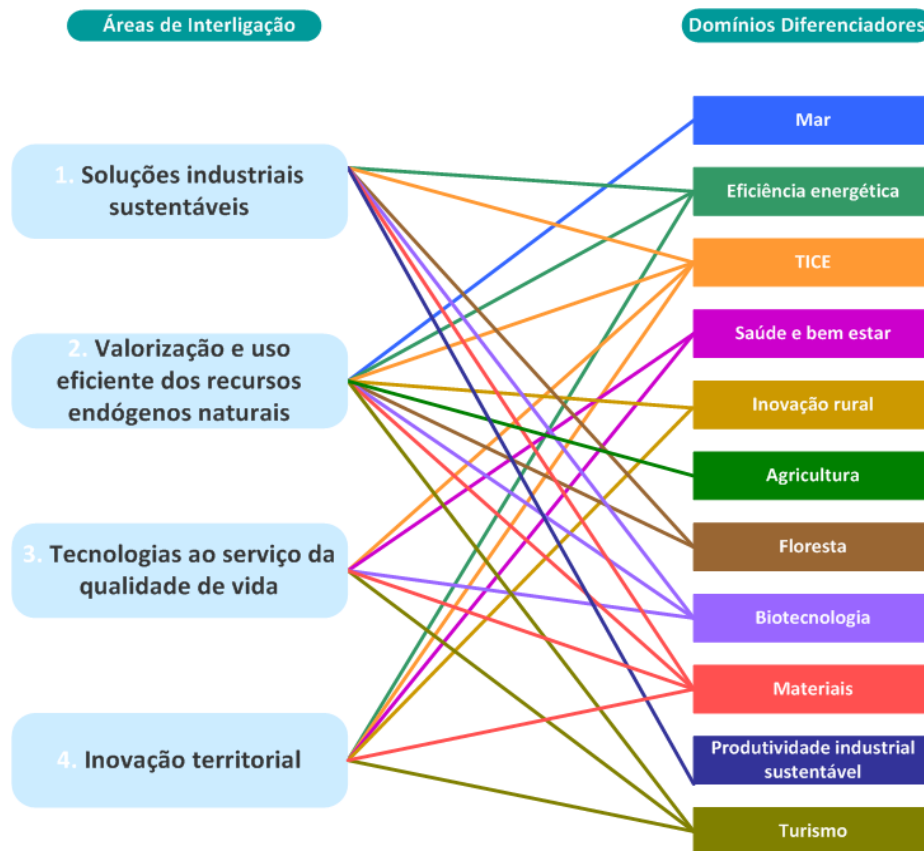 Áreas de Interligação
1. Soluções industriais
sustentáveis
2. Valorização e uso
eficiente dos recursos
endógenos naturais
3. Tecnologias ao serviço da
qualidade de vida
4. Inovação territorial
Domínios Diferenciadores
Mar
Eficiência energética
TICE
Saúde e bem estar
Inovação rural
Agricultura
Floresta
Biotecnologia
Materiais
Produtividade industrial
sustentável
Turismo